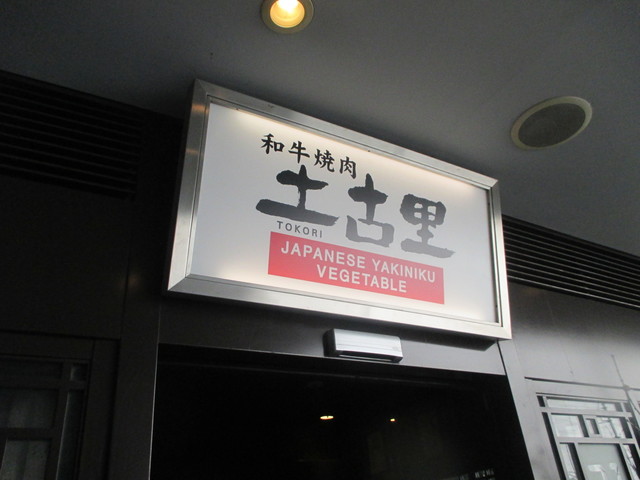 和牛焼肉
土古里
TOKORI
JAPANESE YAKINIKU
VEGETABLE